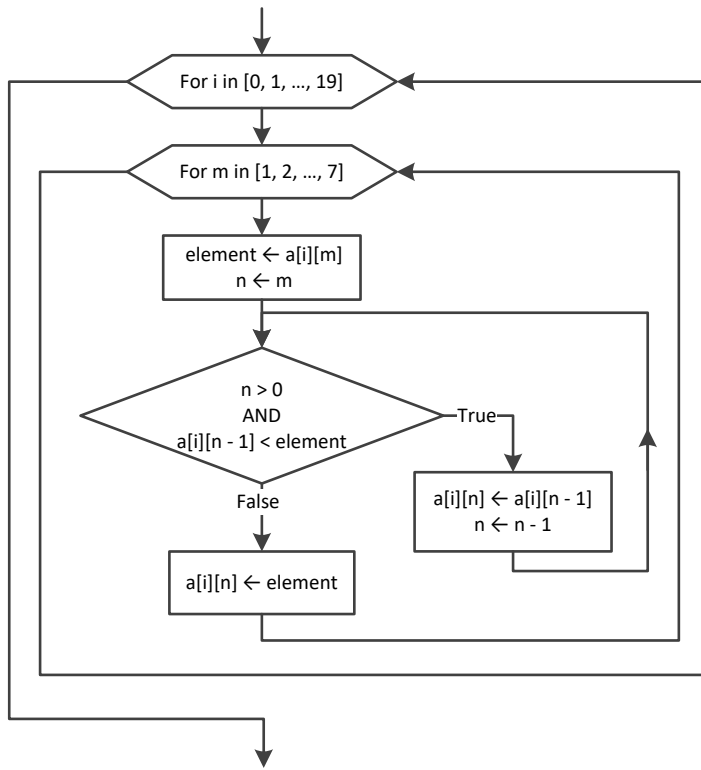 For i in [0, 1, ..., 19]
For m in [1, 2, ..., 7]
element ← a[i][m]
n ← m
n > 0
AND
a[i][n - 1] < element
True
False
a[i][n] ← a[i][n - 1]
n ← n - 1
a[i][n] ← element